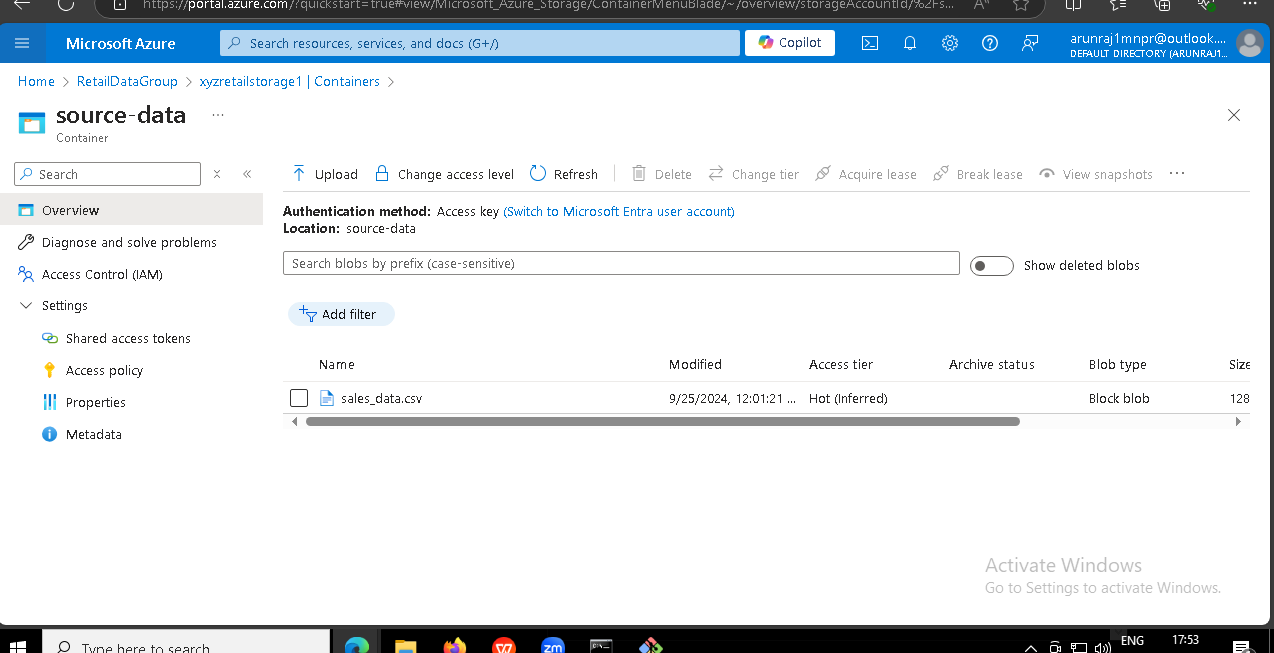 https://portal.azure.com/?quickstart=true#view/Microsoft_Azure_Storage/ContainerMenuBlade/~/overview/storageAccountId/%2Fs...
Microsoft Azure
Search resources, services, and docs (G+/)
Copilot
arunraj1mnpr@outlook....
DEFAULT DIRECTORY (ARUNRAJ1...
Home > RetailDataGroup > xyzretailstorage1 | Containers >
source-data ...
Container
Search
Upload
Change access level
Refresh
Delete
Change tier
Acquire lease
Break lease
View snapshots
...
Overview
Diagnose and solve problems
Access Control (IAM)
Settings
Shared access tokens
Access policy
Properties
Metadata
Authentication method: Access key (Switch to Microsoft Entra user account)
Location: source-data
Search blobs by prefix (case-sensitive)
Show deleted blobs
Add filter
Name Modified Access tier Archive status Blob type Size
sales_data.csv 9/25/2024, 12:01:21 ... Hot (Inferred) Block blob 128
Activate Windows
Go to Settings to activate Windows.
Type here to search
zm
ENG
17:53